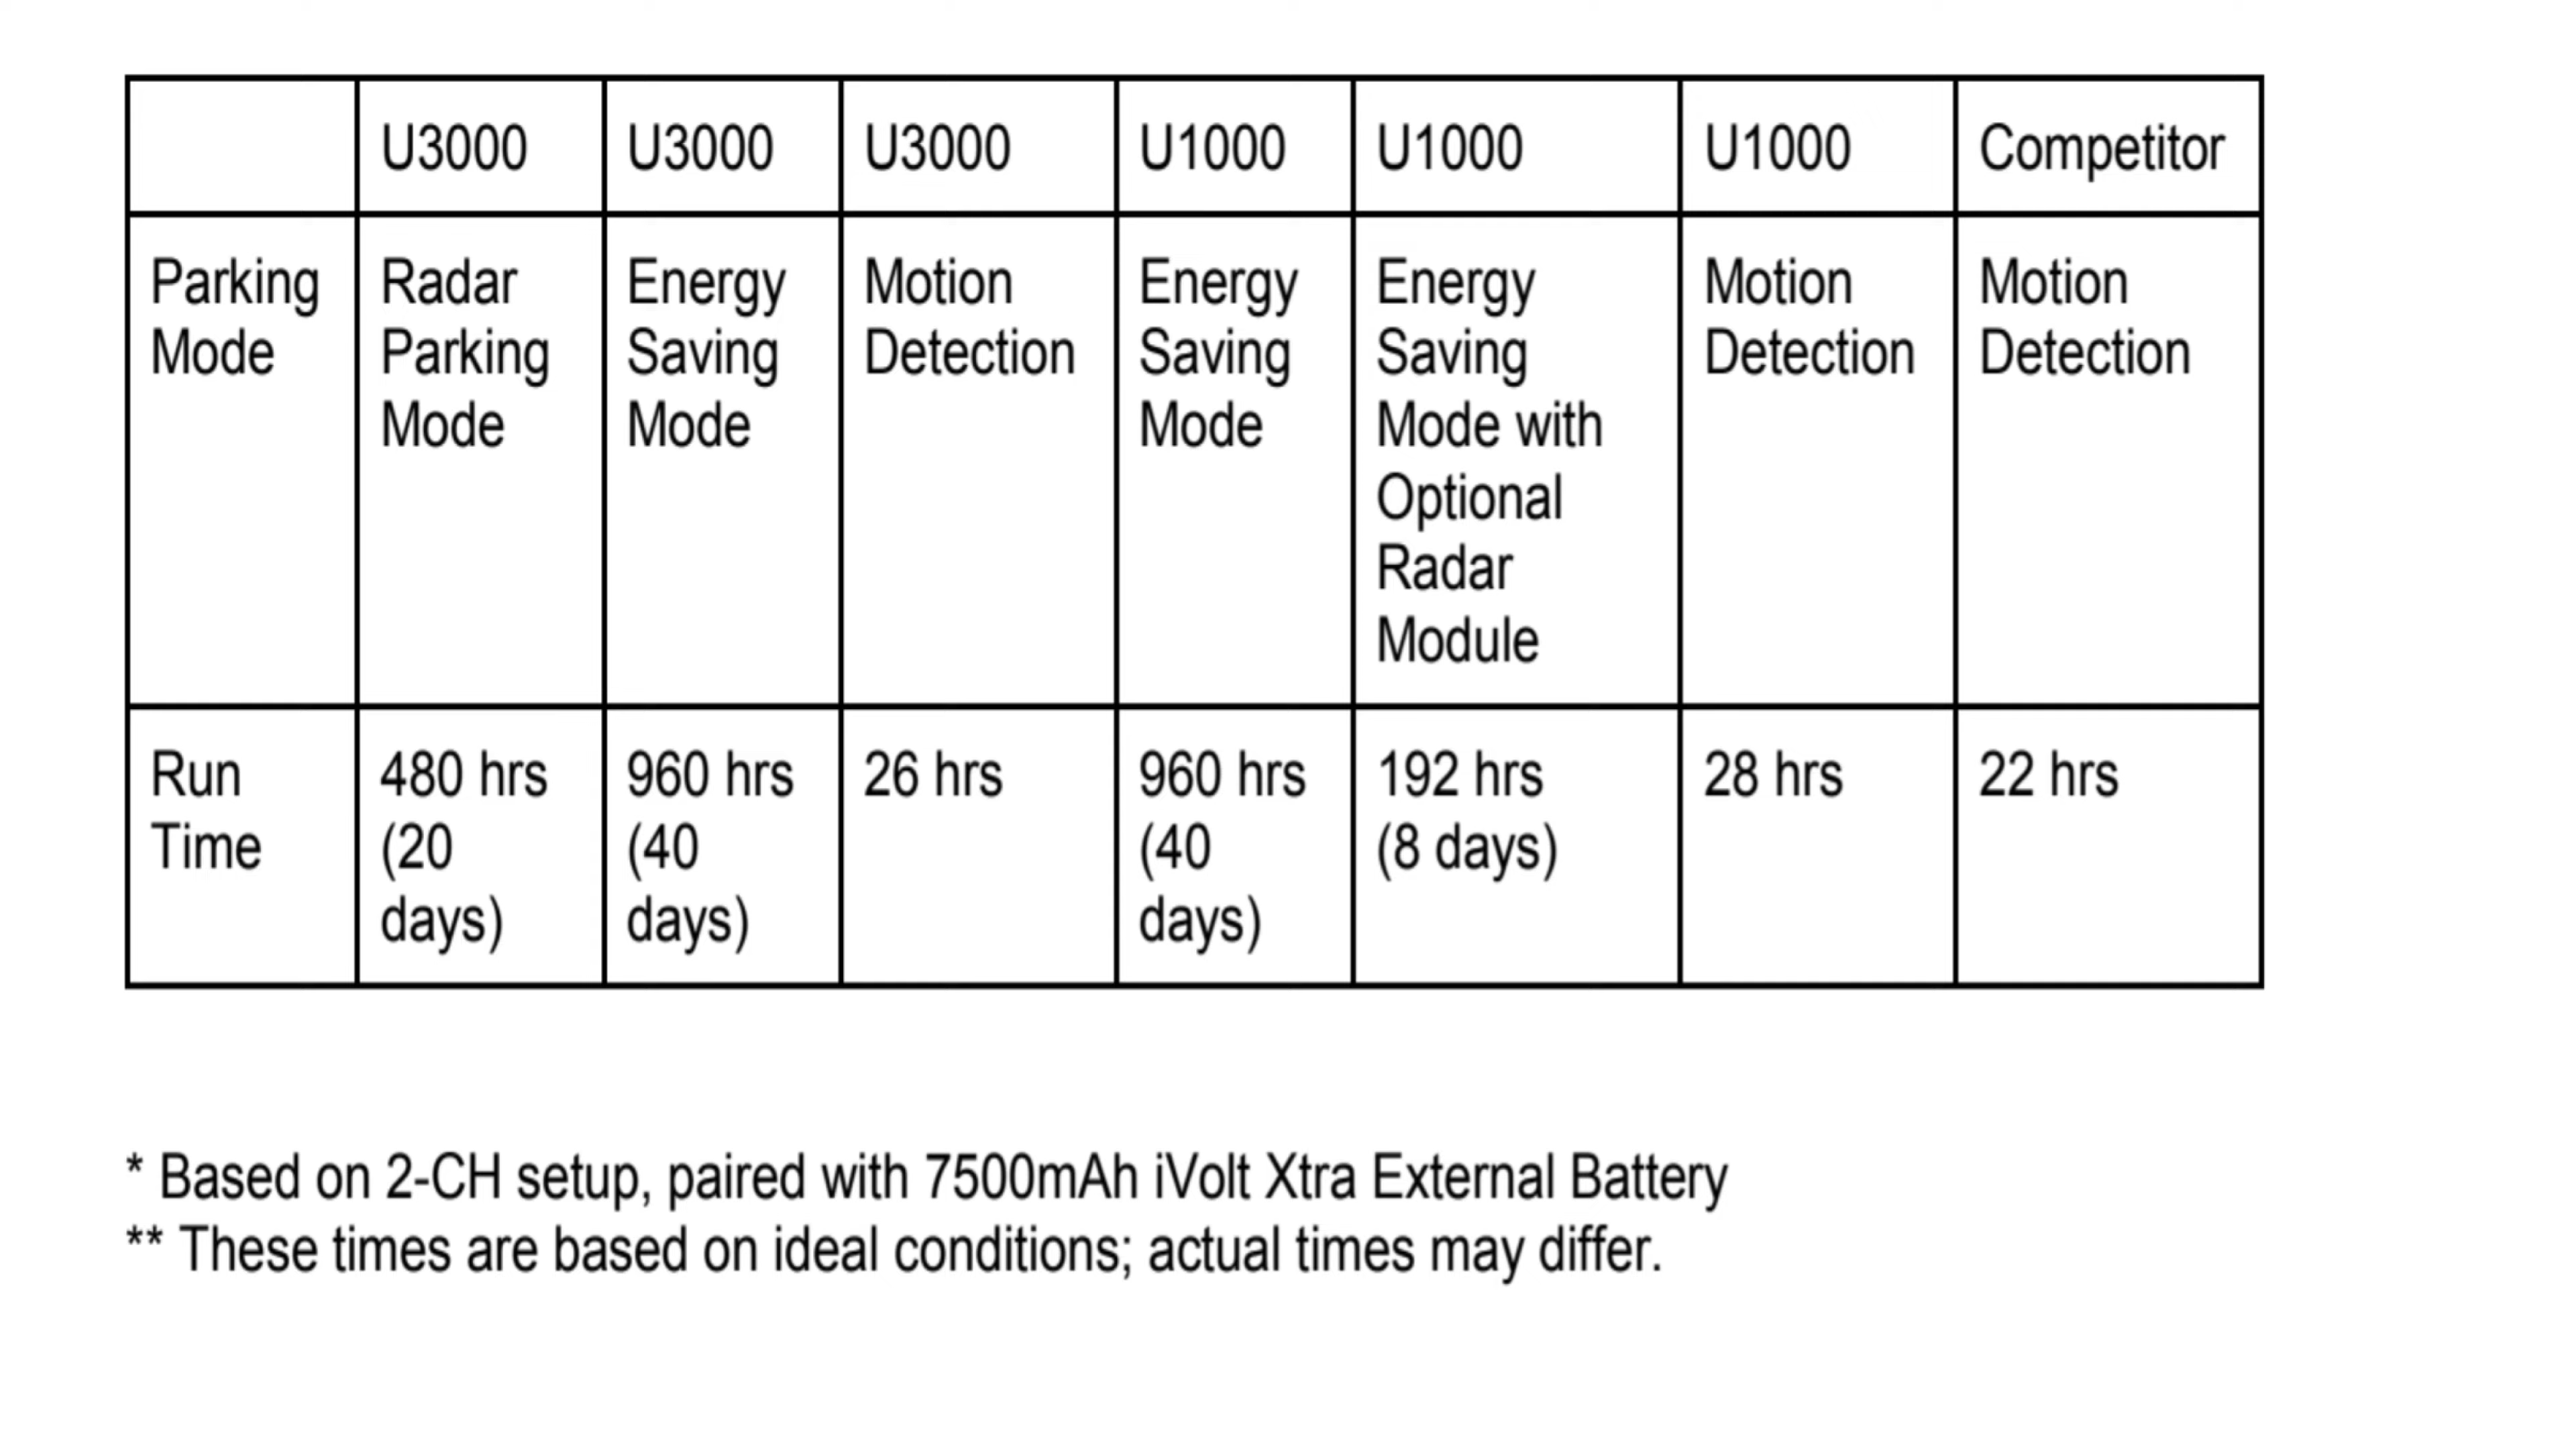 U3000 U3000 U3000 U1000 U1000 U1000 Competitor
Parking Mode Radar Parking Mode Energy Saving Mode Motion Detection Energy Saving Mode Energy Saving Mode with Optional Radar Module Motion Detection Motion Detection
Run Time 480 hrs (20 days) 960 hrs (40 days) 26 hrs 960 hrs (40 days) 192 hrs (8 days) 28 hrs 22 hrs
* Based on 2-CH setup, paired with 7500mAh iVolt Xtra External Battery
** These times are based on ideal conditions; actual times may differ.